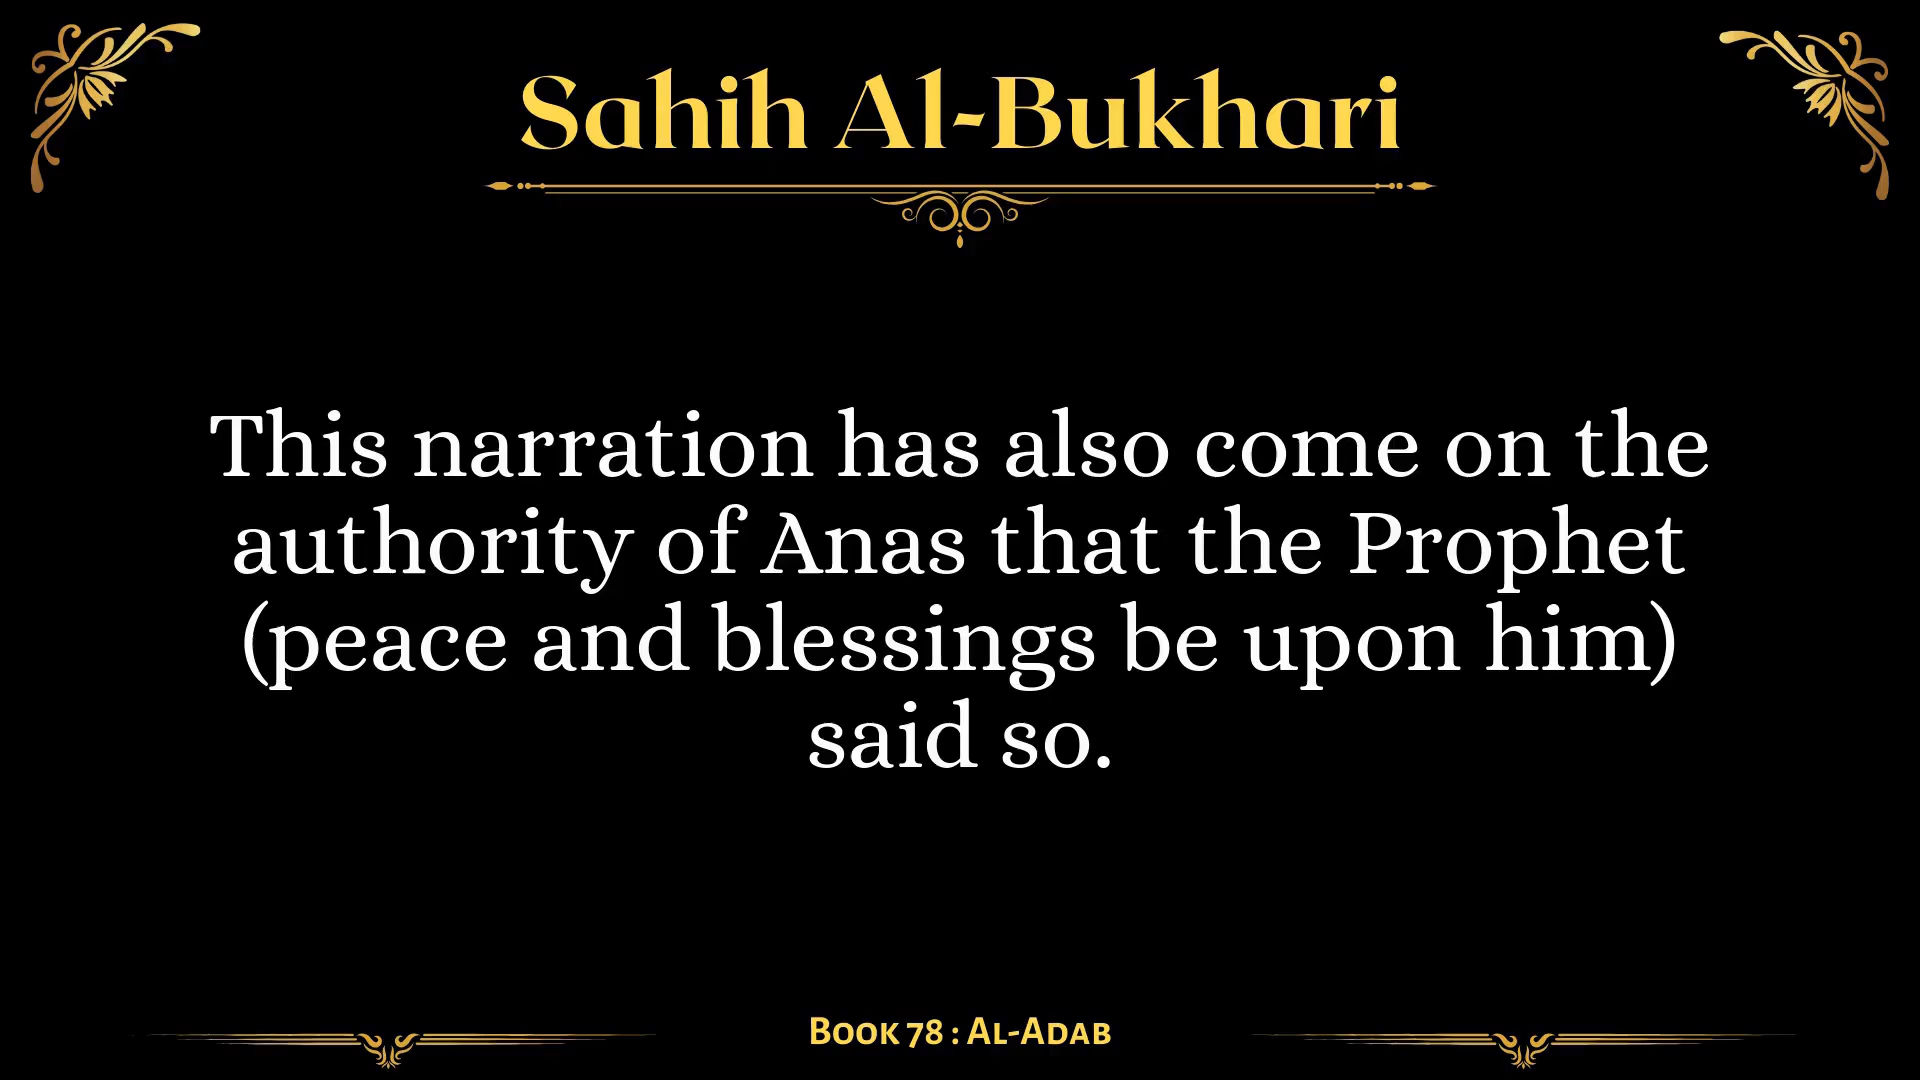 Sahih Al-Bukhari
This narration has also come on the
authority of Anas that the Prophet
(peace and blessings be upon him)
said so.
Book 78 : Al-Adab